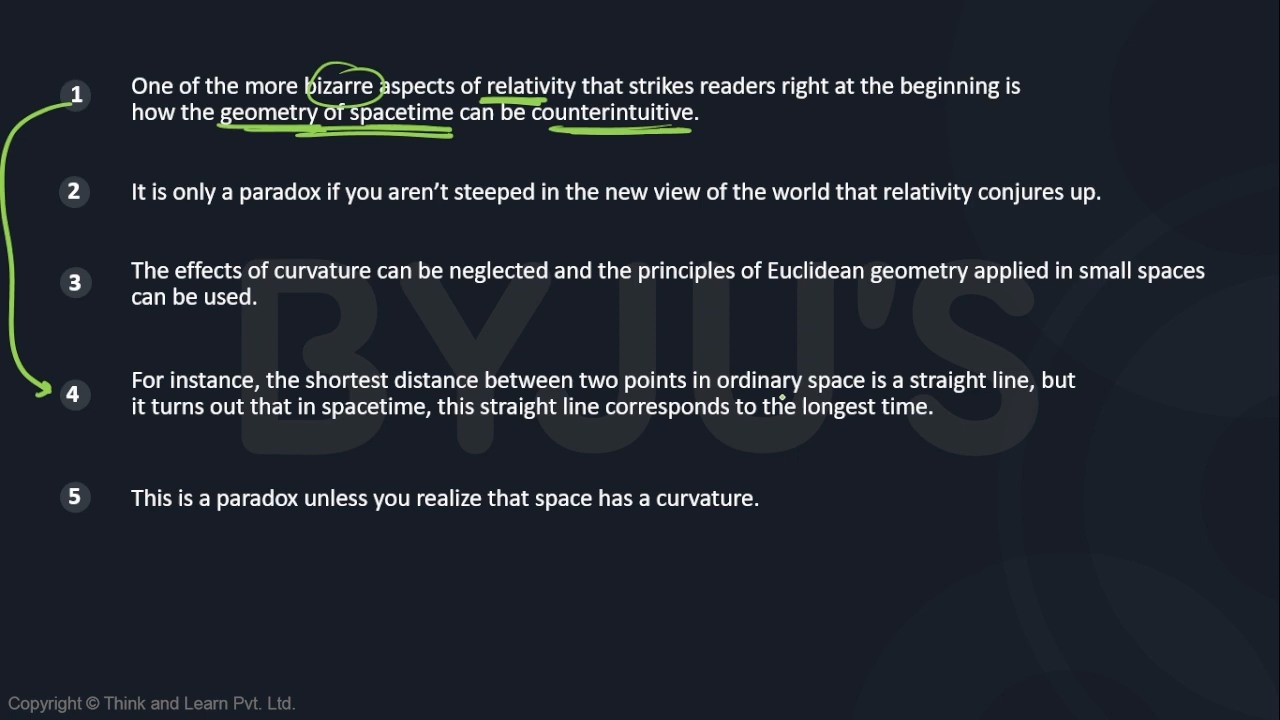 1
One of the more bizarre aspects of relativity that strikes readers right at the beginning is
how the geometry of spacetime can be counterintuitive.
2
It is only a paradox if you aren’t steeped in the new view of the world that relativity conjures up.
3
The effects of curvature can be neglected and the principles of Euclidean geometry applied in small spaces
can be used.
4
For instance, the shortest distance between two points in ordinary space is a straight line, but
it turns out that in spacetime, this straight line corresponds to the longest time.
5
This is a paradox unless you realize that space has a curvature.
BYJU'S
Copyright © Think and Learn Pvt. Ltd.